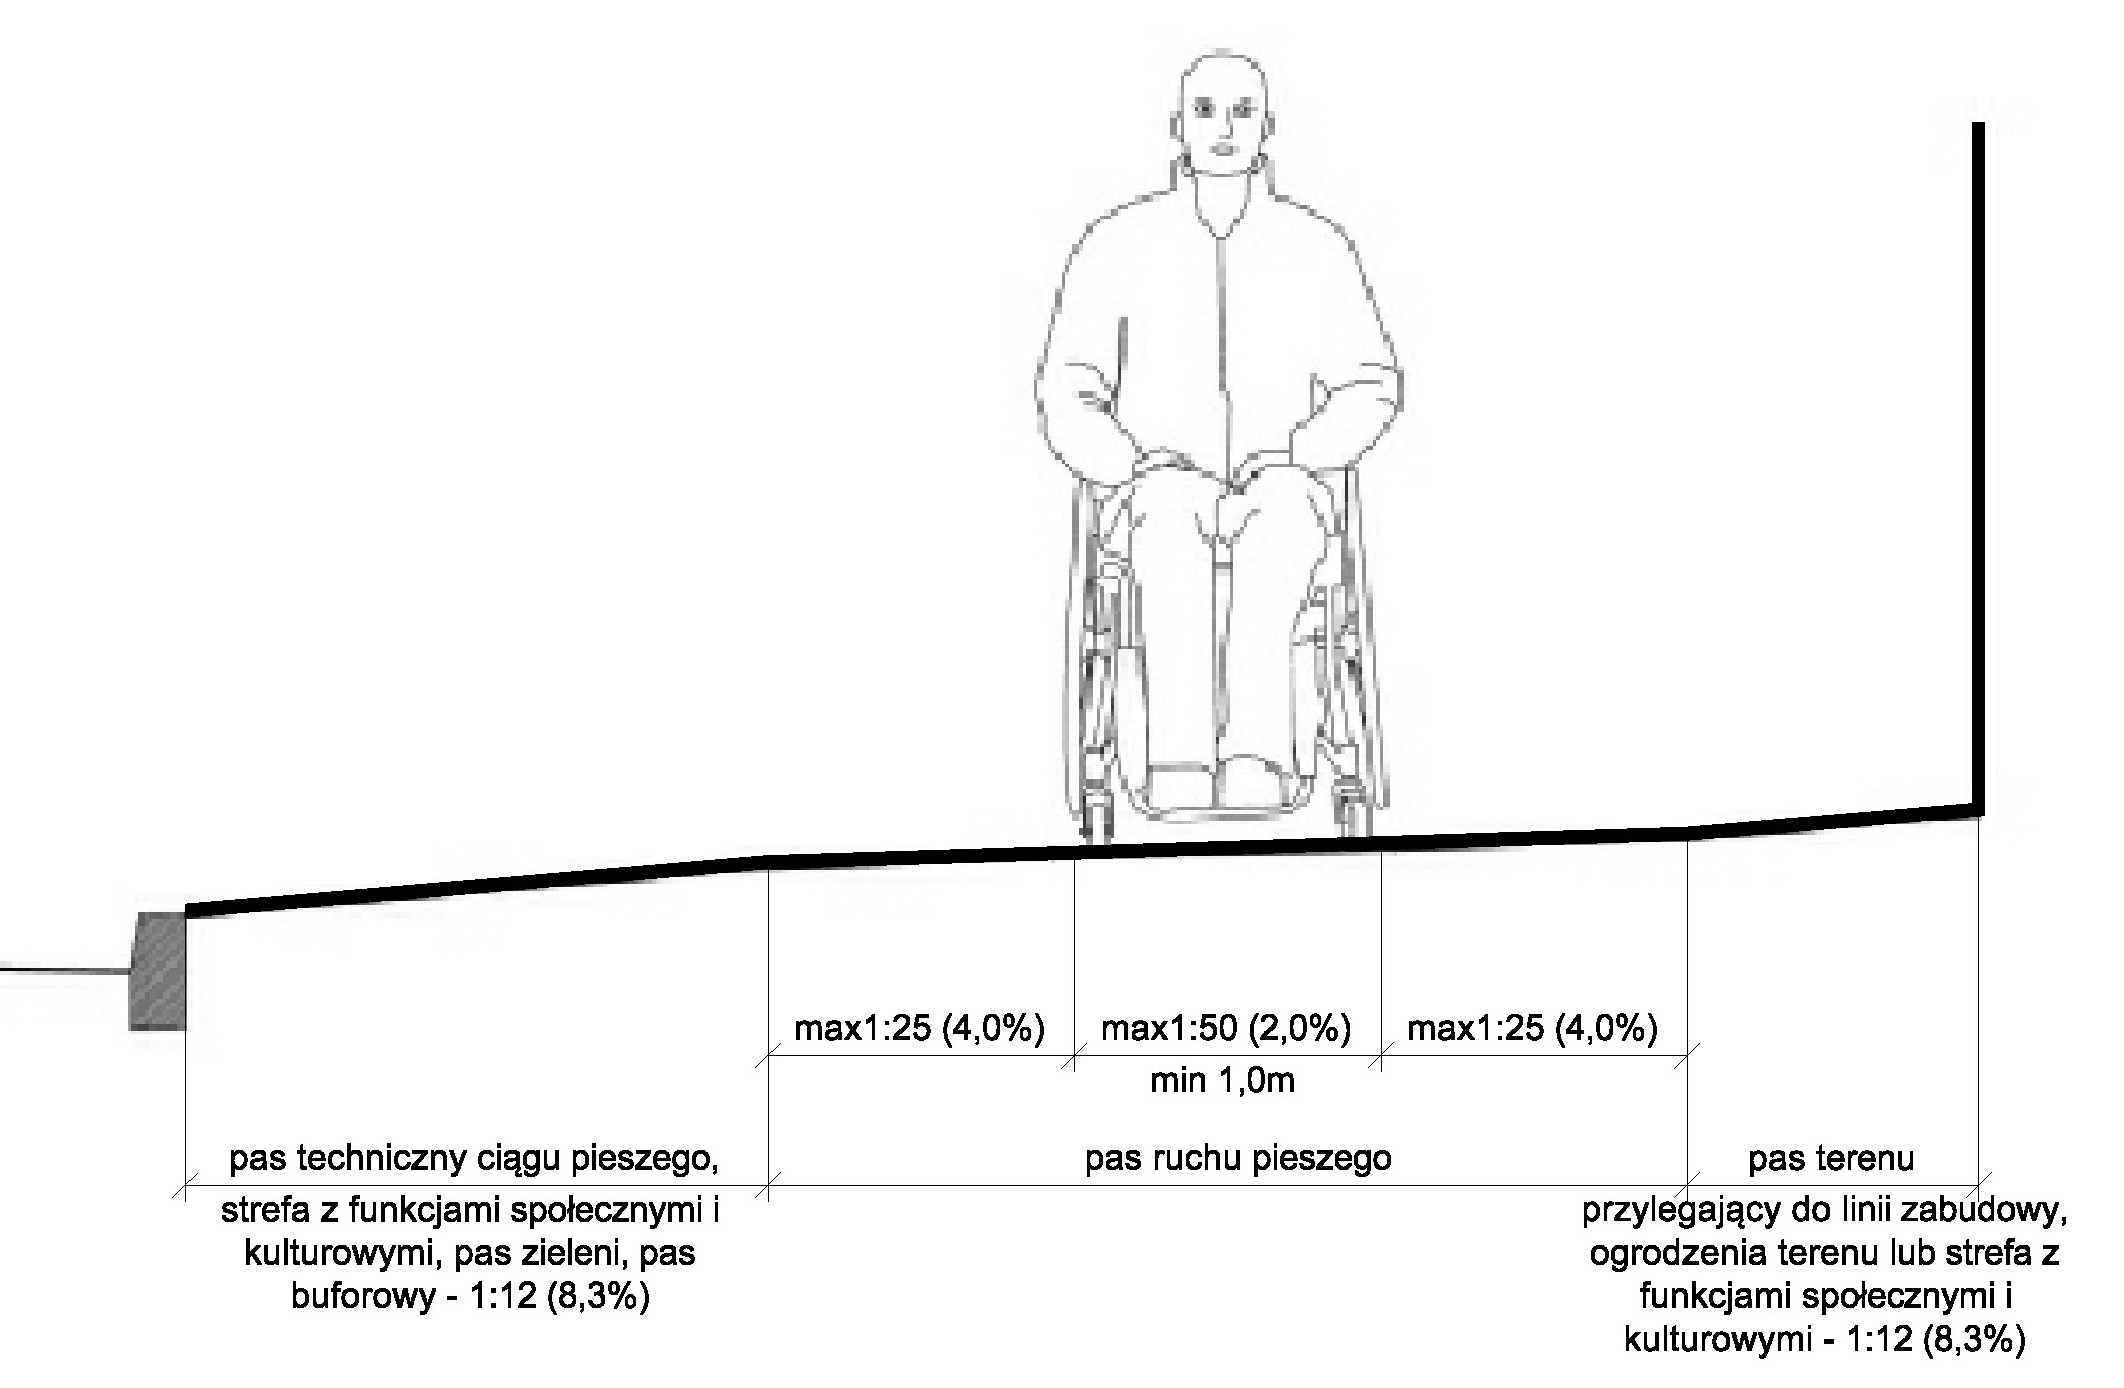 max1:25 (4,0%)
max1:50 (2,0%)
max1:25 (4,0%)
min 1,0m
pas techniczny ciągu pieszego,
strefa z funkcjami społecznymi i
kulturowymi, pas zieleni, pas
buforowy - 1:12 (8,3%)
pas ruchu pieszego
pas terenu
przylegający do linii zabudowy,
ogrodzenia terenu lub strefa z
funkcjami społecznymi i
kulturowymi - 1:12 (8,3%)